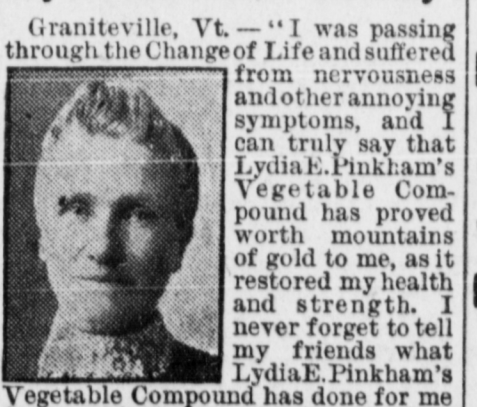 Graniteville, Vt. — "I was passing
through the Change of Life and suffered
from nervousness
and other annoying
symptoms, and I
can truly say that
Lydia E. Pinkham's
Vegetable Com-
pound has proved
worth mountains
of gold to me, as it
restored my health
and strength. I
never forget to tell
my friends what
Lydia E. Pinkham's
Vegetable Compound has done for me